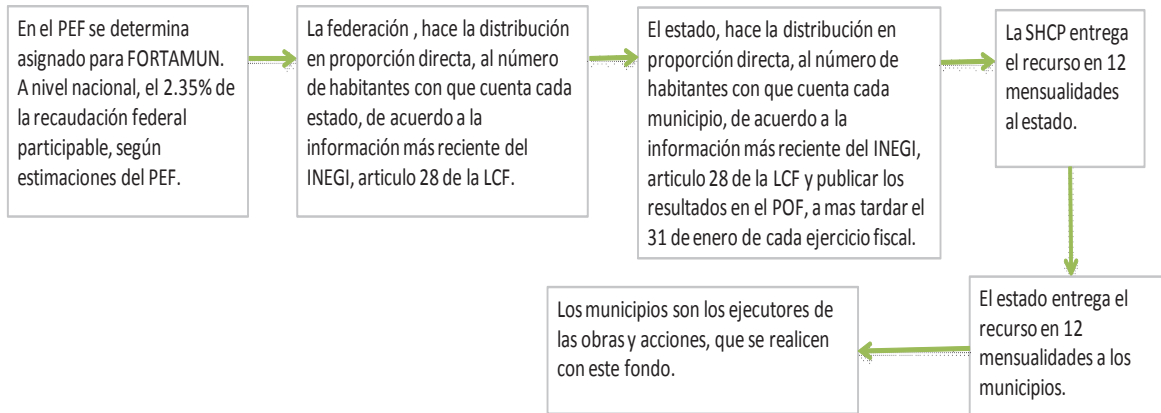 En el PEF se determina
asignado para FORTAMUN.
A nivel nacional, el 2.35% de
la recaudación federal
participable, según
estimaciones del PEF.
La federación , hace la distribución
en proporción directa, al número
de habitantes con que cuenta cada
estado, de acuerdo a la
información más reciente del
INEGI, articulo 28 de la LCF.
El estado, hace la distribución en
proporción directa, al número de
habitantes con que cuenta cada
municipio, de acuerdo a la
información más reciente del INEGI,
articulo 28 de la LCF y publicar los
resultados en el POF, a mas tardar el
31 de enero de cada ejercicio fiscal.
La SHCP entrega
el recurso en 12
mensualidades
al estado.
El estado entrega el
recurso en 12
mensualidades a los
municipios.
Los municipios son los ejecutores de
las obras y acciones, que se realicen
con este fondo.